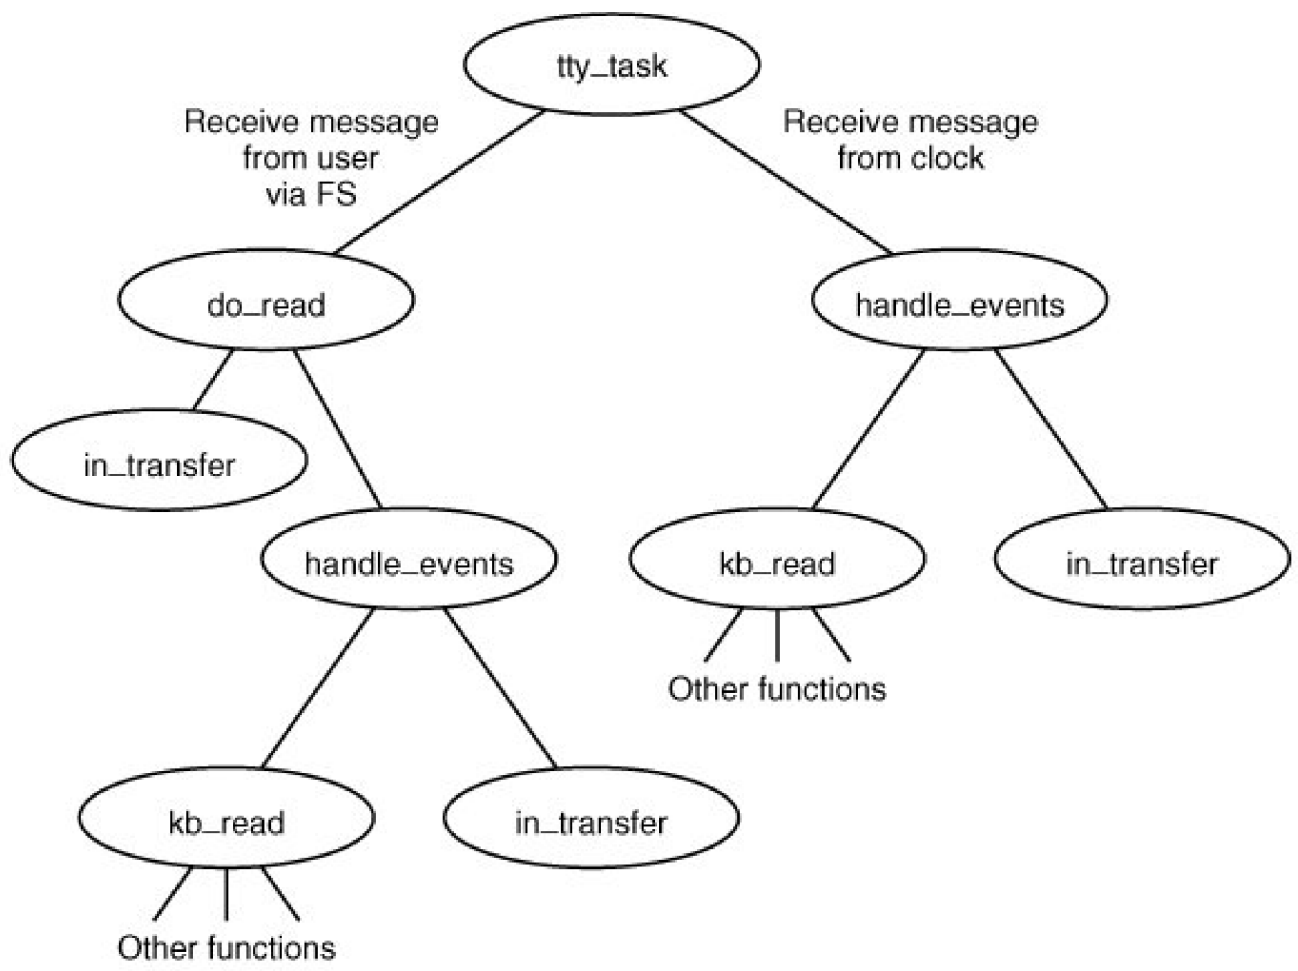 tty_task
Receive message
from user
via FS
Receive message
from clock
do_read
handle_events
in_transfer
handle_events
kb_read
in_transfer
Other functions
kb_read
in_transfer
Other functions